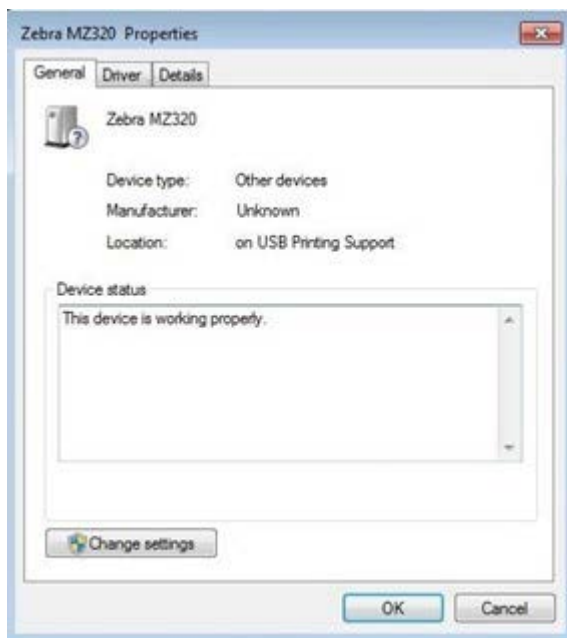 Zebra MZ320 Properties
General Driver Details
Zebra MZ320
Device type: Other devices
Manufacturer: Unknown
Location: on USB Printing Support
Device status
This device is working properly.
Change settings
OK Cancel